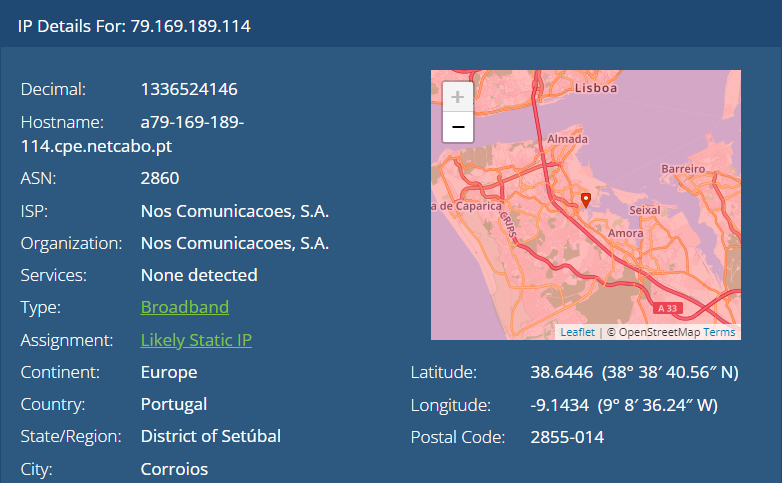 IP Details For: 79.169.189.114
Decimal: 1336524146
Hostname: a79-169-189-
114.cpe.netcabo.pt
ASN: 2860
ISP: Nos Comunicacoes, S.A.
Organization: Nos Comunicacoes, S.A.
Services: None detected
Type: Broadband
Assignment: Likely Static IP
Continent: Europe
Country: Portugal
State/Region: District of Setúbal
City: Corroios
+
−
Lisboa
Almada
Barreiro
a de Caparica
Seixal
Amora
A 33
Leaflet | © OpenStreetMap Terms
Latitude: 38.6446 (38° 38′ 40.56″ N)
Longitude: -9.1434 (9° 8′ 36.24″ W)
Postal Code: 2855-014